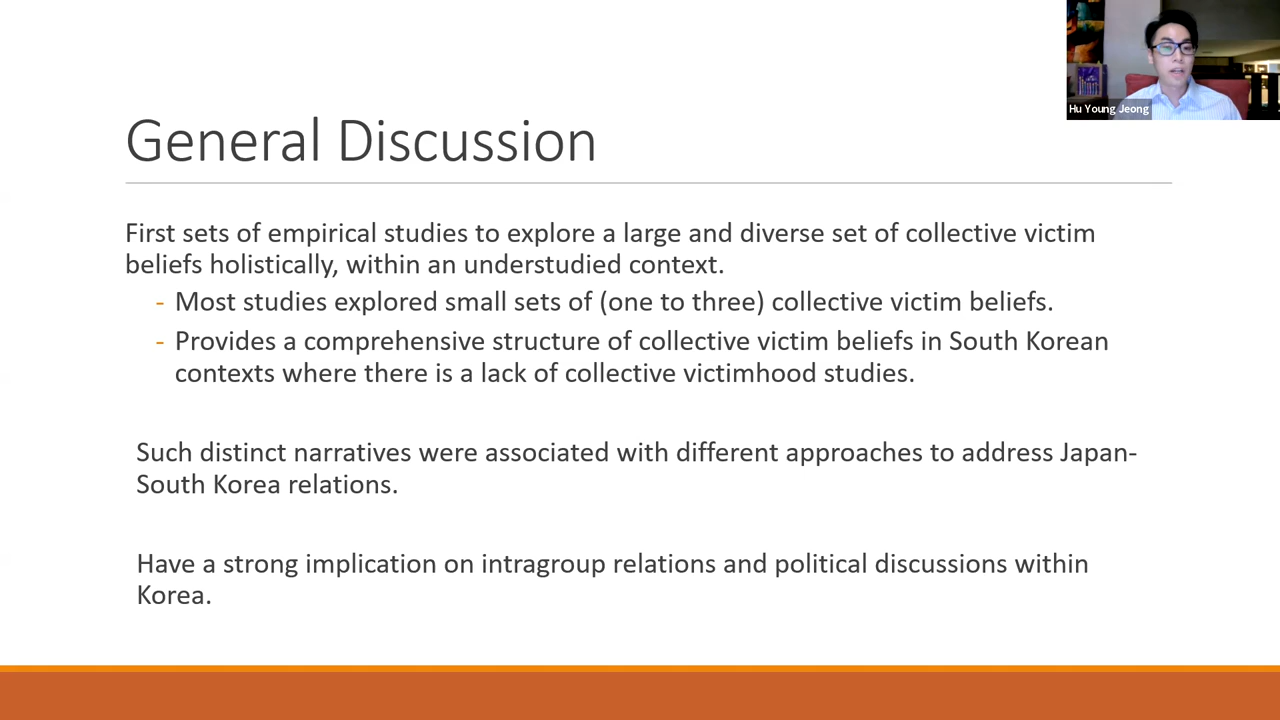 Hu Young Jeong
General Discussion
First sets of empirical studies to explore a large and diverse set of collective victim
beliefs holistically, within an understudied context.
- Most studies explored small sets of (one to three) collective victim beliefs.
- Provides a comprehensive structure of collective victim beliefs in South Korean
contexts where there is a lack of collective victimhood studies.
Such distinct narratives were associated with different approaches to address Japan-
South Korea relations.
Have a strong implication on intragroup relations and political discussions within
Korea.